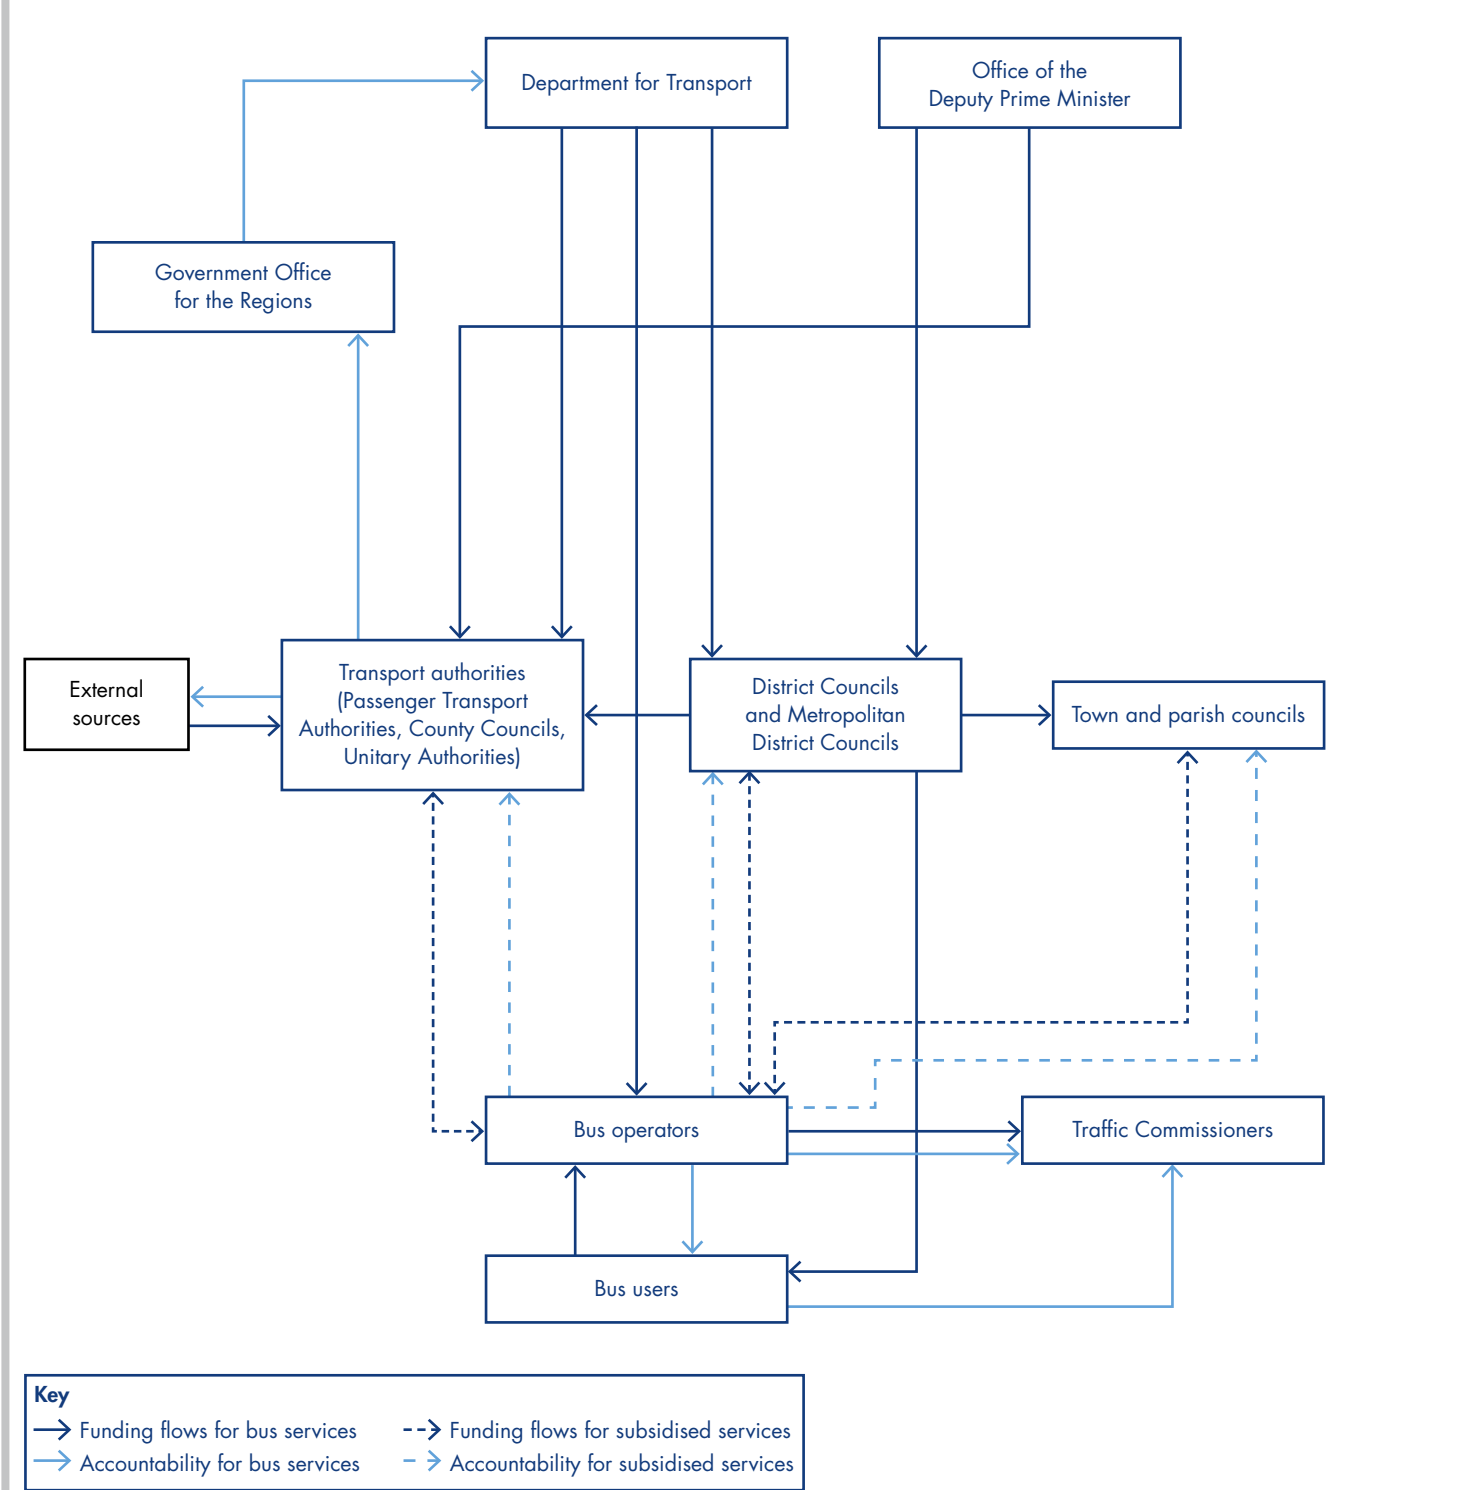 Department for Transport
Office of the
Deputy Prime Minister
Government Office
for the Regions
External
sources
Transport authorities
(Passenger Transport
Authorities, County Councils,
Unitary Authorities)
District Councils
and Metropolitan
District Councils
Town and parish councils
Bus operators
Traffic Commissioners
Bus users
Key
Funding flows for bus services
Funding flows for subsidised services
Accountability for bus services
Accountability for subsidised services